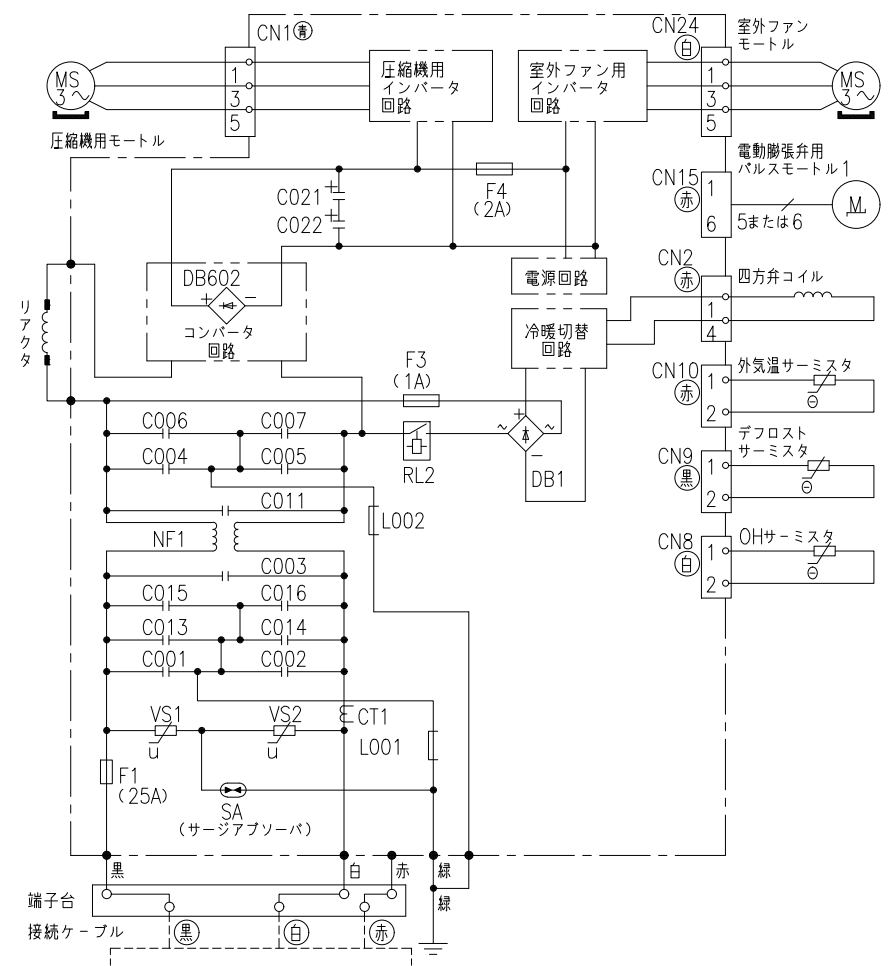 CN1 青
CN24 白
室外ファン
モートル
MS
3〜
1
3
5
圧縮機用
インバータ
回路
室外ファン用
インバータ
回路
1
3
5
MS
3〜
圧縮機用モートル
電動膨張弁用
パルスモートル1
CN15 赤
1
6
5または6
M
C021
C022
+
+
F4
(2A)
DB602
+
−
コンバータ
回路
電源回路
CN2 赤
1
4
四方弁コイル
リアクタ
冷暖切替
回路
F3
(1A)
CN10 赤
1
2
外気温サーミスタ
θ
C006
C007
C004
C005
RL2
〜
+
〜
−
DB1
CN9 黒
1
2
デフロスト
サーミスタ
θ
C011
L002
NF1
CN8 白
1
2
OHサーミスタ
θ
C003
C015
C016
C013
C014
C001
C002
VS1
u
VS2
u
CT1
L001
F1
(25A)
SA
(サージアブソーバ)
黒
白
赤
緑
緑
端子台
接続ケーブル
黒
白
赤